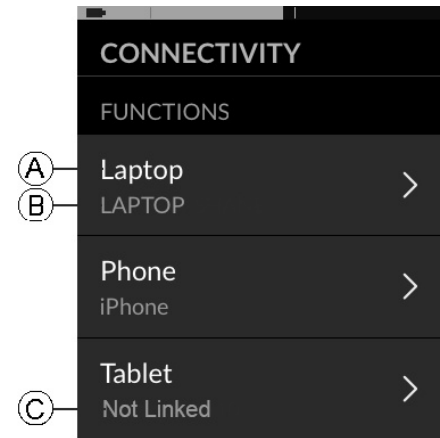 CONNECTIVITY
FUNCTIONS
A Laptop
B LAPTOP
Phone
iPhone
Tablet
C Not Linked